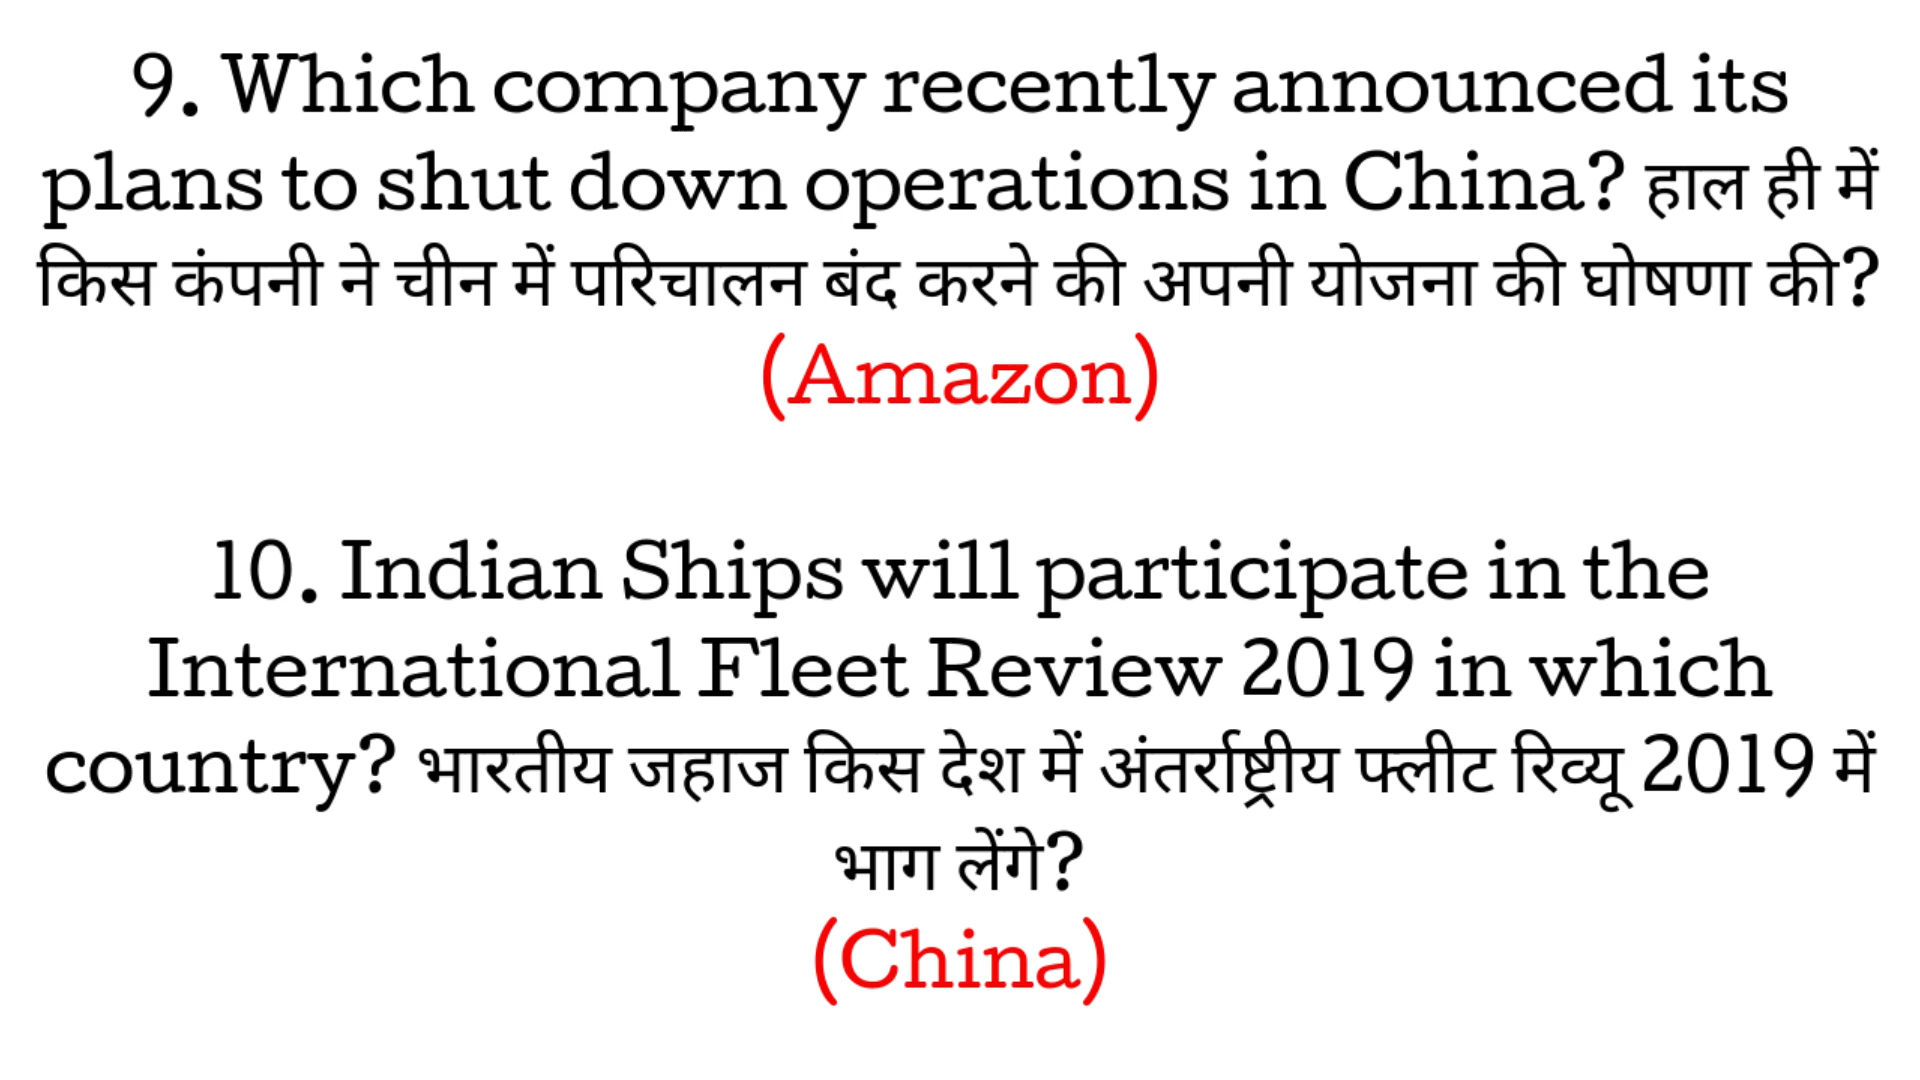 9. Which company recently announced its
plans to shut down operations in China? हाल ही में
किस कंपनी ने चीन में परिचालन बंद करने की अपनी योजना की घोषणा की?
(Amazon)
10. Indian Ships will participate in the
International Fleet Review 2019 in which
country? भारतीय जहाज किस देश में अंतर्राष्ट्रीय फ्लीट रिव्यू 2019 में
भाग लेंगे?
(China)